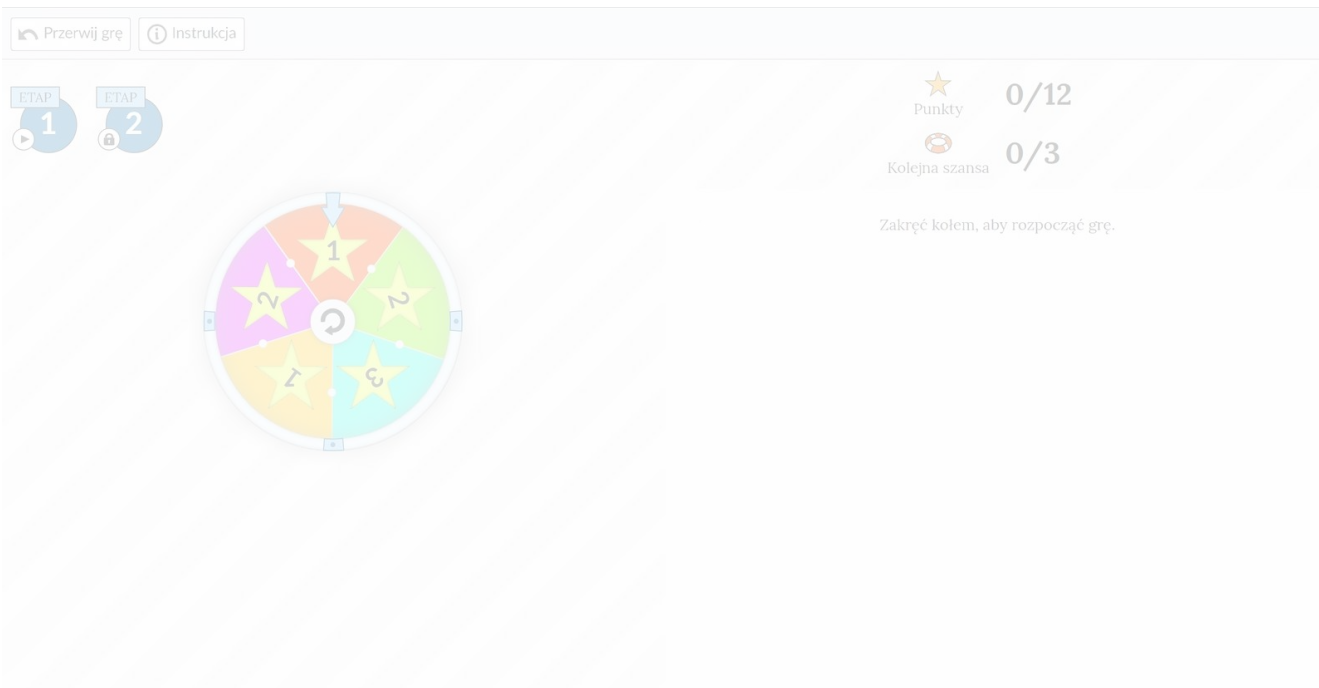 Przerwij grę
Instrukcja
ETAP
1
ETAP
2
Punkty
0/12
Kolejna szansa
0/3
Zakręć kołem, aby rozpocząć grę.
1
2
2
1
3